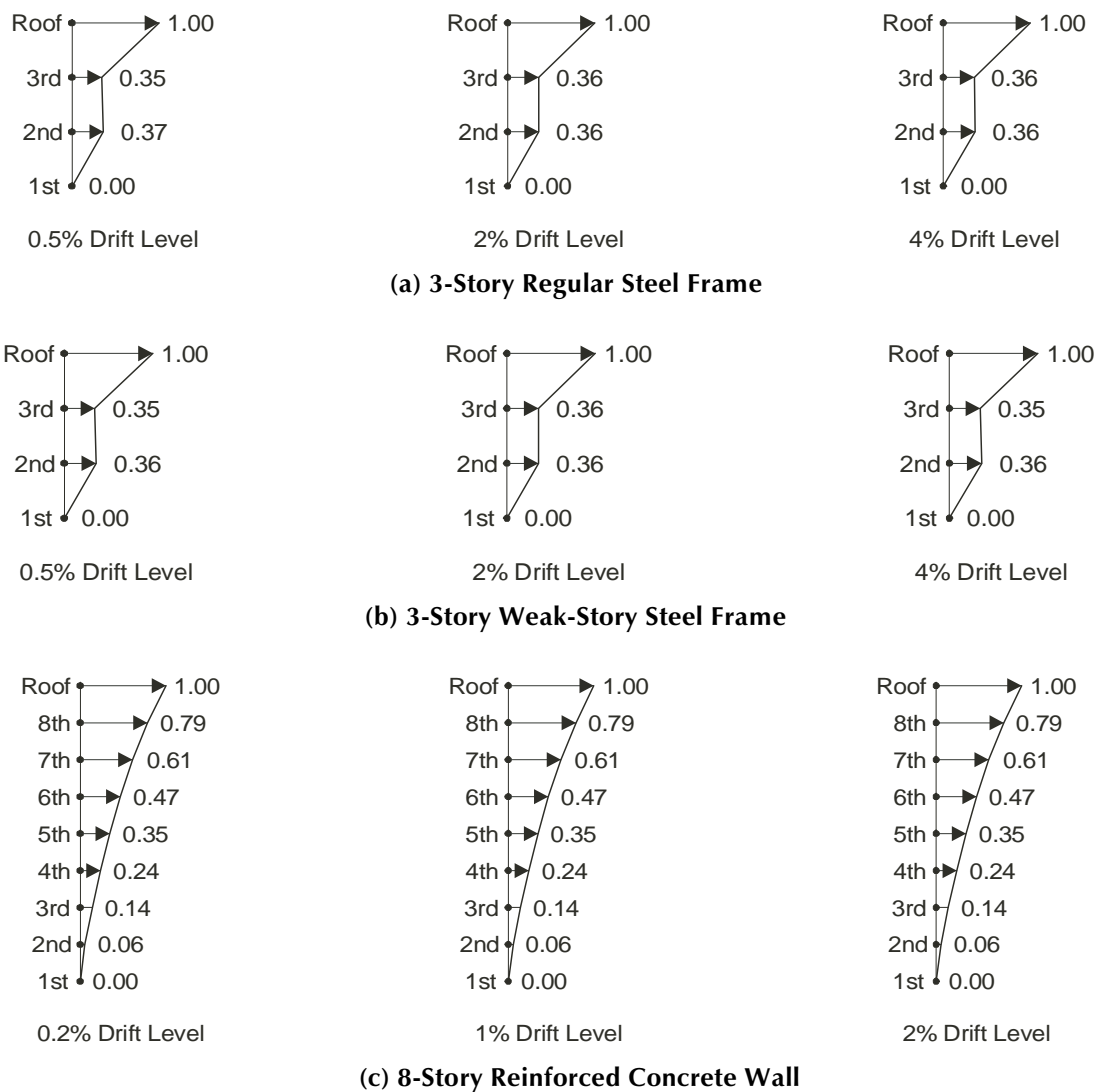 Roof 1.00 Roof 1.00 Roof 1.00
3rd 0.35 3rd 0.36 3rd 0.36
2nd 0.37 2nd 0.36 2nd 0.36
1st 0.00 1st 0.00 1st 0.00
0.5% Drift Level 2% Drift Level 4% Drift Level
(a) 3-Story Regular Steel Frame
Roof 1.00 Roof 1.00 Roof 1.00
3rd 0.35 3rd 0.36 3rd 0.35
2nd 0.36 2nd 0.36 2nd 0.36
1st 0.00 1st 0.00 1st 0.00
0.5% Drift Level 2% Drift Level 4% Drift Level
(b) 3-Story Weak-Story Steel Frame
Roof 1.00 Roof 1.00 Roof 1.00
8th 0.79 8th 0.79 8th 0.79
7th 0.61 7th 0.61 7th 0.61
6th 0.47 6th 0.47 6th 0.47
5th 0.35 5th 0.35 5th 0.35
4th 0.24 4th 0.24 4th 0.24
3rd 0.14 3rd 0.14 3rd 0.14
2nd 0.06 2nd 0.06 2nd 0.06
1st 0.00 1st 0.00 1st 0.00
0.2% Drift Level 1% Drift Level 2% Drift Level
(c) 8-Story Reinforced Concrete Wall